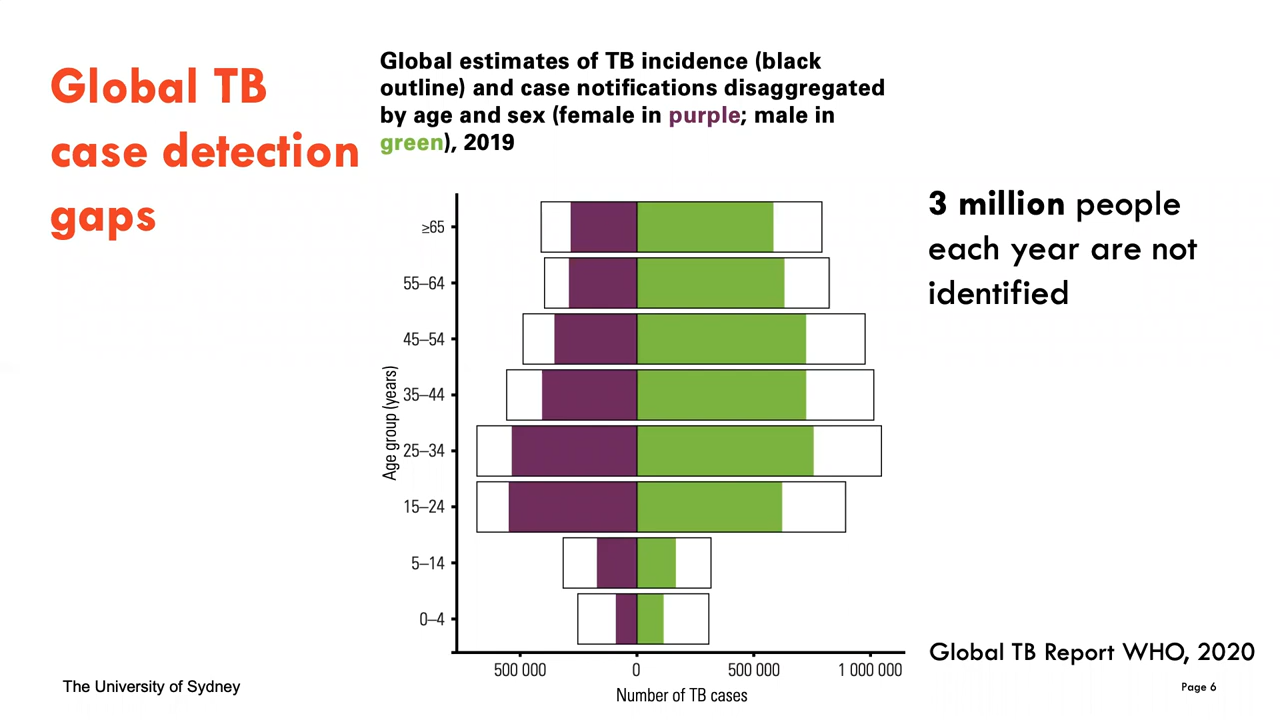 Global TB
case detection
gaps
Global estimates of TB incidence (black
outline) and case notifications disaggregated
by age and sex (female in purple; male in
green), 2019
3 million people
each year are not
identified
Age group (years)
≥65
55–64
45–54
35–44
25–34
15–24
5–14
0–4
500 000 0 500 000 1 000 000
Number of TB cases
Global TB Report WHO, 2020
The University of Sydney
Page 6